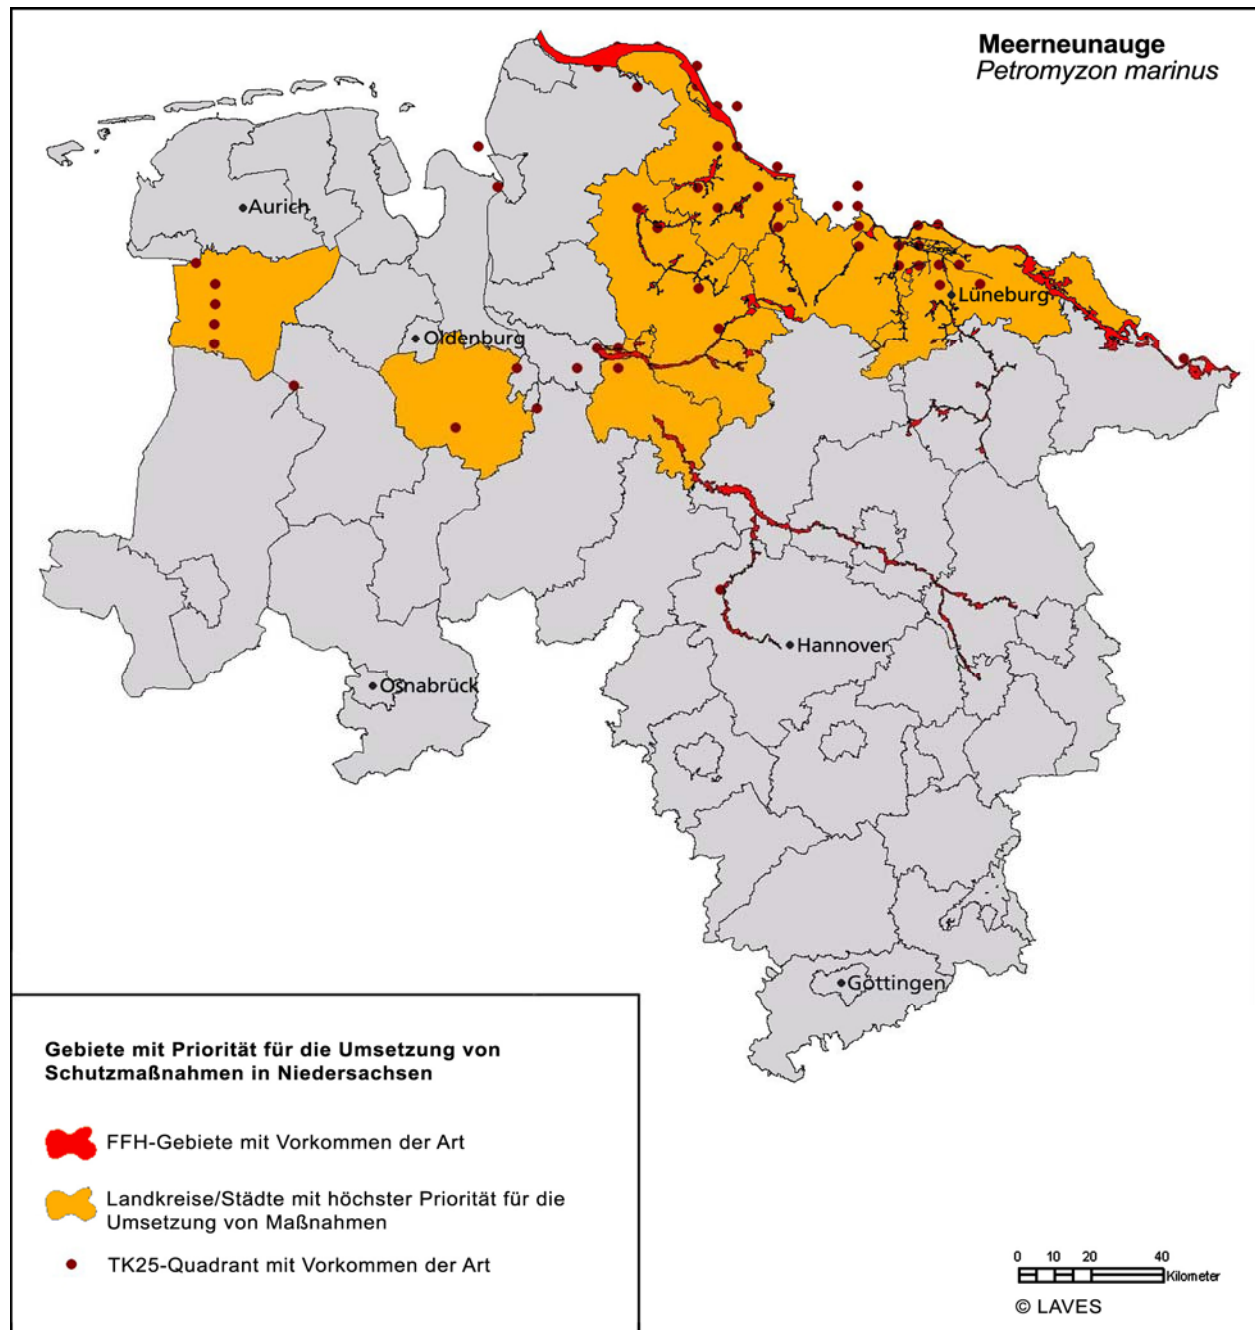 Meerneunauge
Petromyzon marinus
Aurich
Oldenburg
Lüneburg
Hannover
Osnabrück
Göttingen
Gebiete mit Priorität für die Umsetzung von
Schutzmaßnahmen in Niedersachsen
FFH-Gebiete mit Vorkommen der Art
Landkreise/Städte mit höchster Priorität für die
Umsetzung von Maßnahmen
TK25-Quadrant mit Vorkommen der Art
0 10 20 40
Kilometer
© LAVES